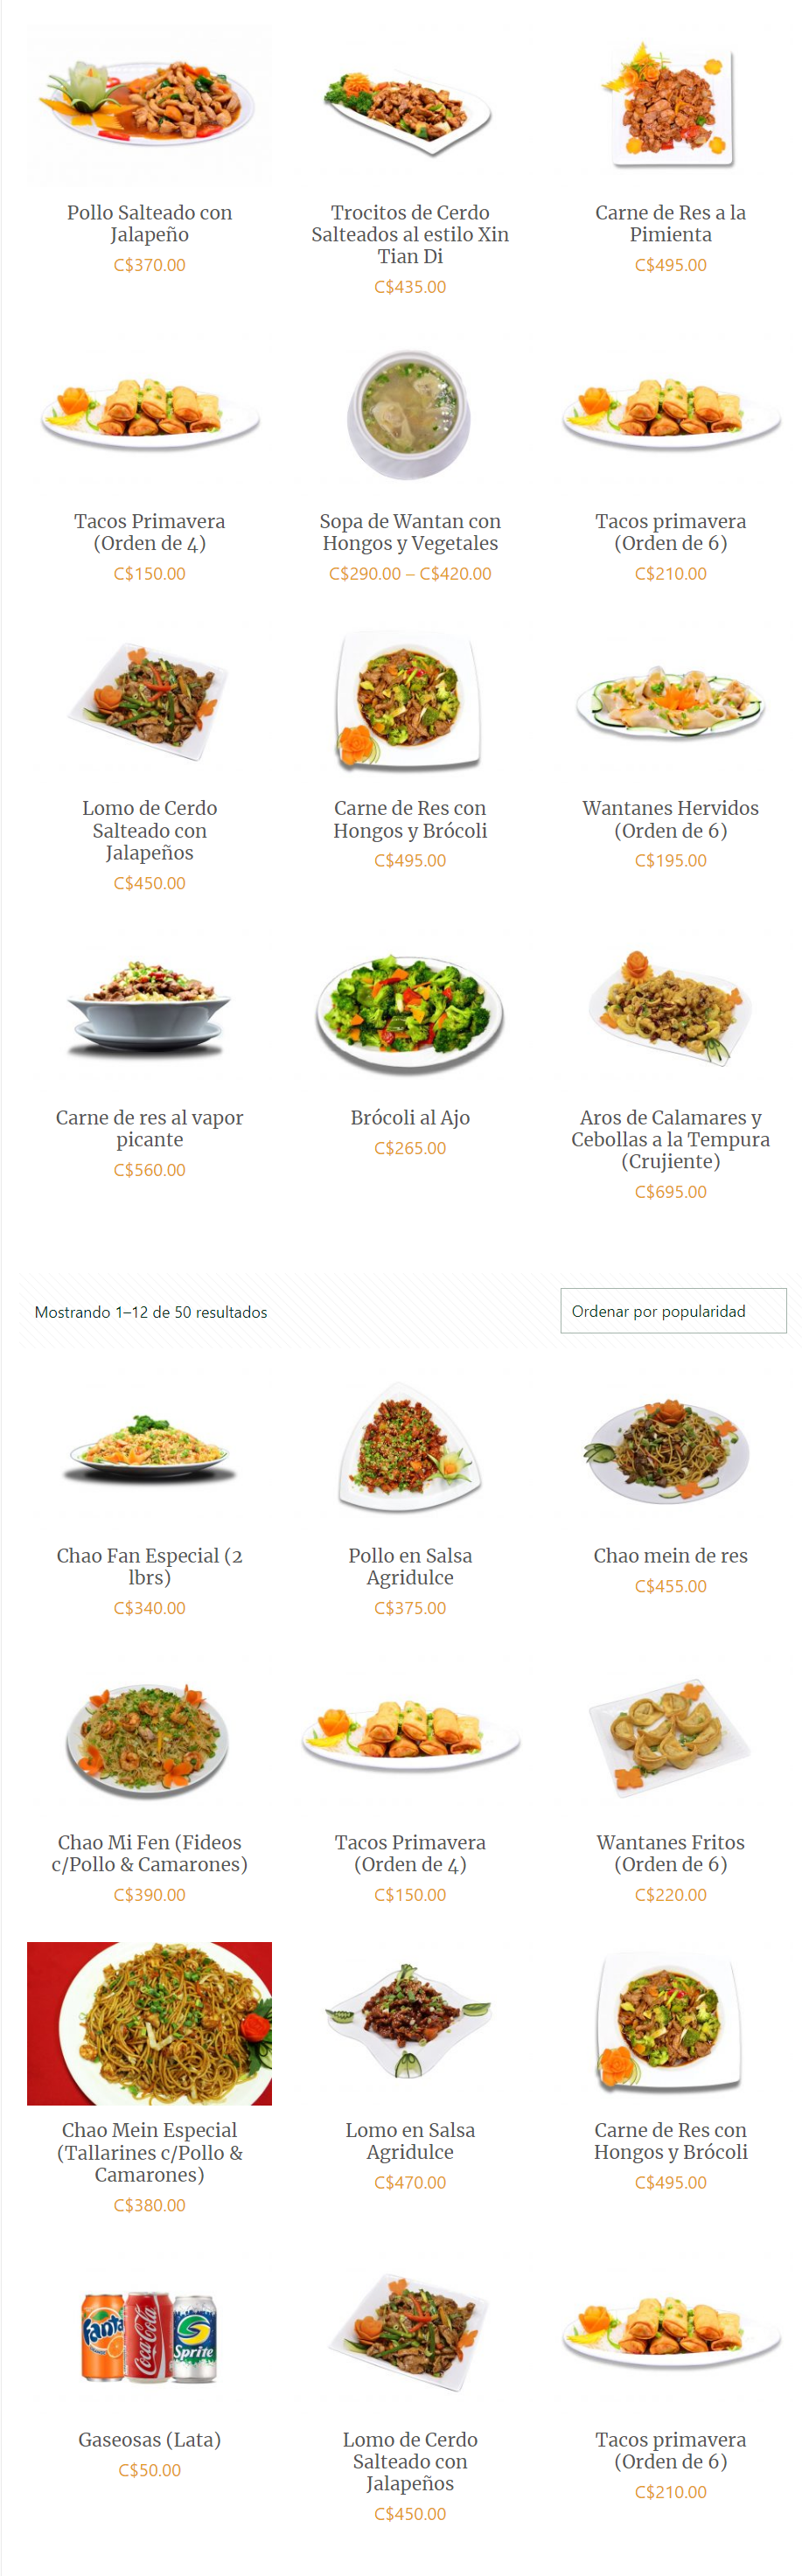 Pollo Salteado con
Jalapeño
C$370.00
Trocitos de Cerdo
Salteados al estilo Xin
Tian Di
C$435.00
Carne de Res a la
Pimienta
C$495.00
Tacos Primavera
(Orden de 4)
C$150.00
Sopa de Wantan con
Hongos y Vegetales
C$290.00 – C$420.00
Tacos primavera
(Orden de 6)
C$210.00
Lomo de Cerdo
Salteado con
Jalapeños
C$450.00
Carne de Res con
Hongos y Brócoli
C$495.00
Wantanes Hervidos
(Orden de 6)
C$195.00
Carne de res al vapor
picante
C$560.00
Brócoli al Ajo
C$265.00
Aros de Calamares y
Cebollas a la Tempura
(Crujiente)
C$695.00
Mostrando 1–12 de 50 resultados
Ordenar por popularidad
Chao Fan Especial (2
lbrs)
C$340.00
Pollo en Salsa
Agridulce
C$375.00
Chao mein de res
C$455.00
Chao Mi Fen (Fideos
c/Pollo & Camarones)
C$390.00
Tacos Primavera
(Orden de 4)
C$150.00
Wantanes Fritos
(Orden de 6)
C$220.00
Chao Mein Especial
(Tallarines c/Pollo &
Camarones)
C$380.00
Lomo en Salsa
Agridulce
C$470.00
Carne de Res con
Hongos y Brócoli
C$495.00
Fanta
Coca-Cola
Sprite
Gaseosas (Lata)
C$50.00
Lomo de Cerdo
Salteado con
Jalapeños
C$450.00
Tacos primavera
(Orden de 6)
C$210.00